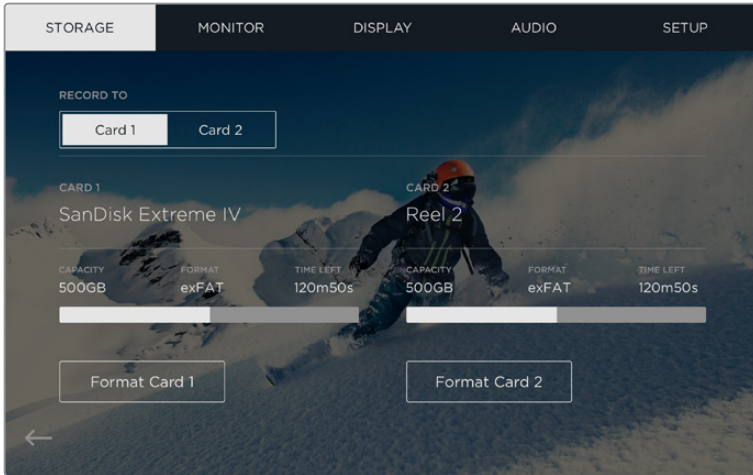 STORAGE MONITOR DISPLAY AUDIO SETUP
RECORD TO
Card 1 Card 2
CARD 1 CARD 2
SanDisk Extreme IV Reel 2
CAPACITY FORMAT TIME LEFT CAPACITY FORMAT TIME LEFT
500GB exFAT 120m50s 500GB exFAT 120m50s
Format Card 1 Format Card 2